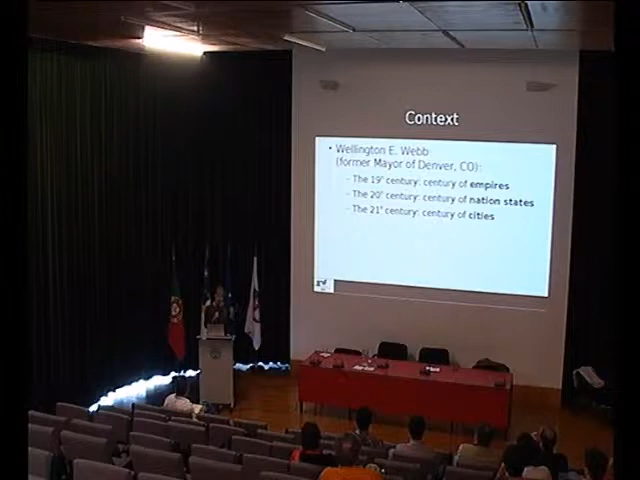 Context
• Wellington E. Webb
(former Mayor of Denver, CO):
– The 19th century: century of empires
– The 20th century: century of nation states
– The 21st century: century of cities